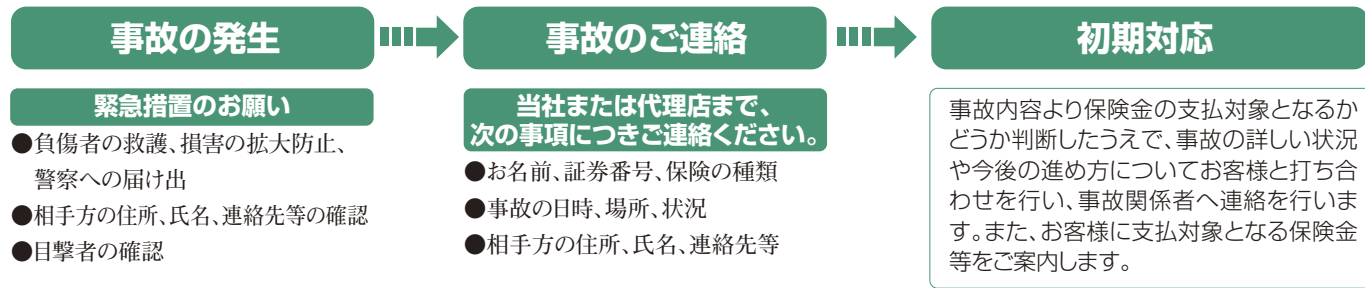 事故の発生
緊急措置のお願い
●負傷者の救護、損害の拡大防止、
警察への届け出
●相手方の住所、氏名、連絡先等の確認
●目撃者の確認
事故のご連絡
当社または代理店まで、
次の事項につきご連絡ください。
●お名前、証券番号、保険の種類
●事故の日時、場所、状況
●相手方の住所、氏名、連絡先等
初期対応
事故内容より保険金の支払対象となるか
どうか判断したうえで、事故の詳しい状況
や今後の進め方についてお客様と打ち合
わせを行い、事故関係者へ連絡を行いま
す。また、お客様に支払対象となる保険金
等をご案内します。